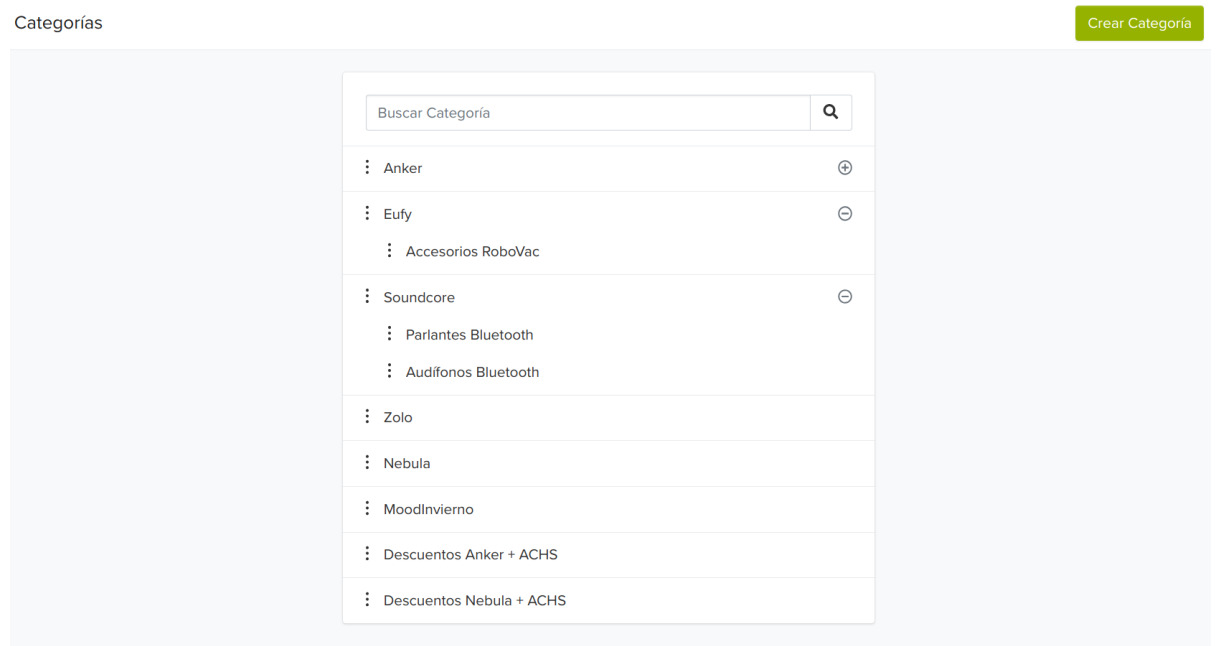 Categorías
Crear Categoría
Buscar Categoría
Anker
Eufy
Accesorios RoboVac
Soundcore
Parlantes Bluetooth
Audífonos Bluetooth
Zolo
Nebula
MoodInvierno
Descuentos Anker + ACHS
Descuentos Nebula + ACHS